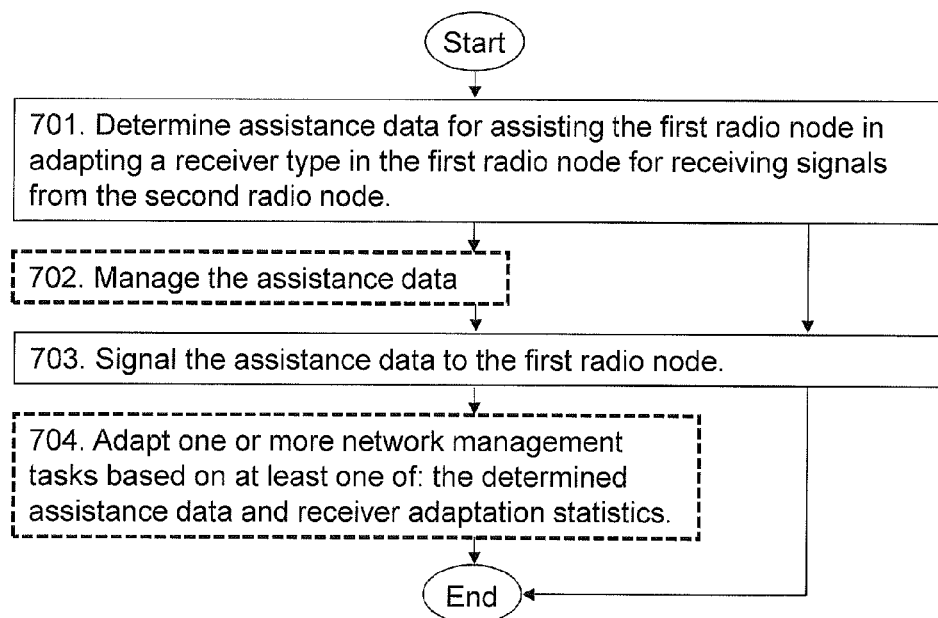 Start
701. Determine assistance data for assisting the first radio node in
adapting a receiver type in the first radio node for receiving signals
from the second radio node.
702. Manage the assistance data
703. Signal the assistance data to the first radio node.
704. Adapt one or more network management
tasks based on at least one of: the determined
assistance data and receiver adaptation statistics.
End